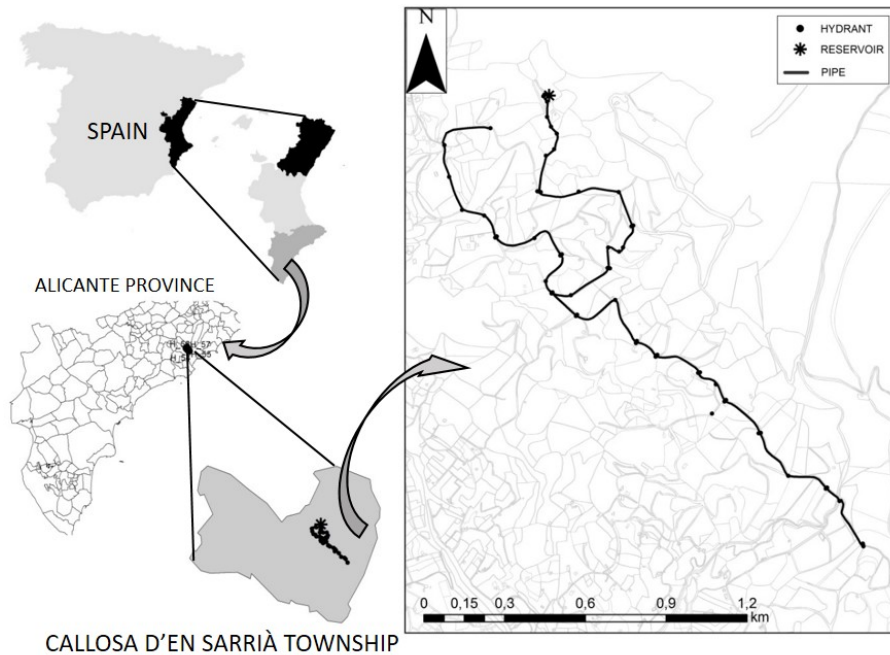 SPAIN
ALICANTE PROVINCE
CALLOSA D'EN SARRIÀ TOWNSHIP
N
HYDRANT
RESERVOIR
PIPE
0 0,15 0,3 0,6 0,9 1,2
km